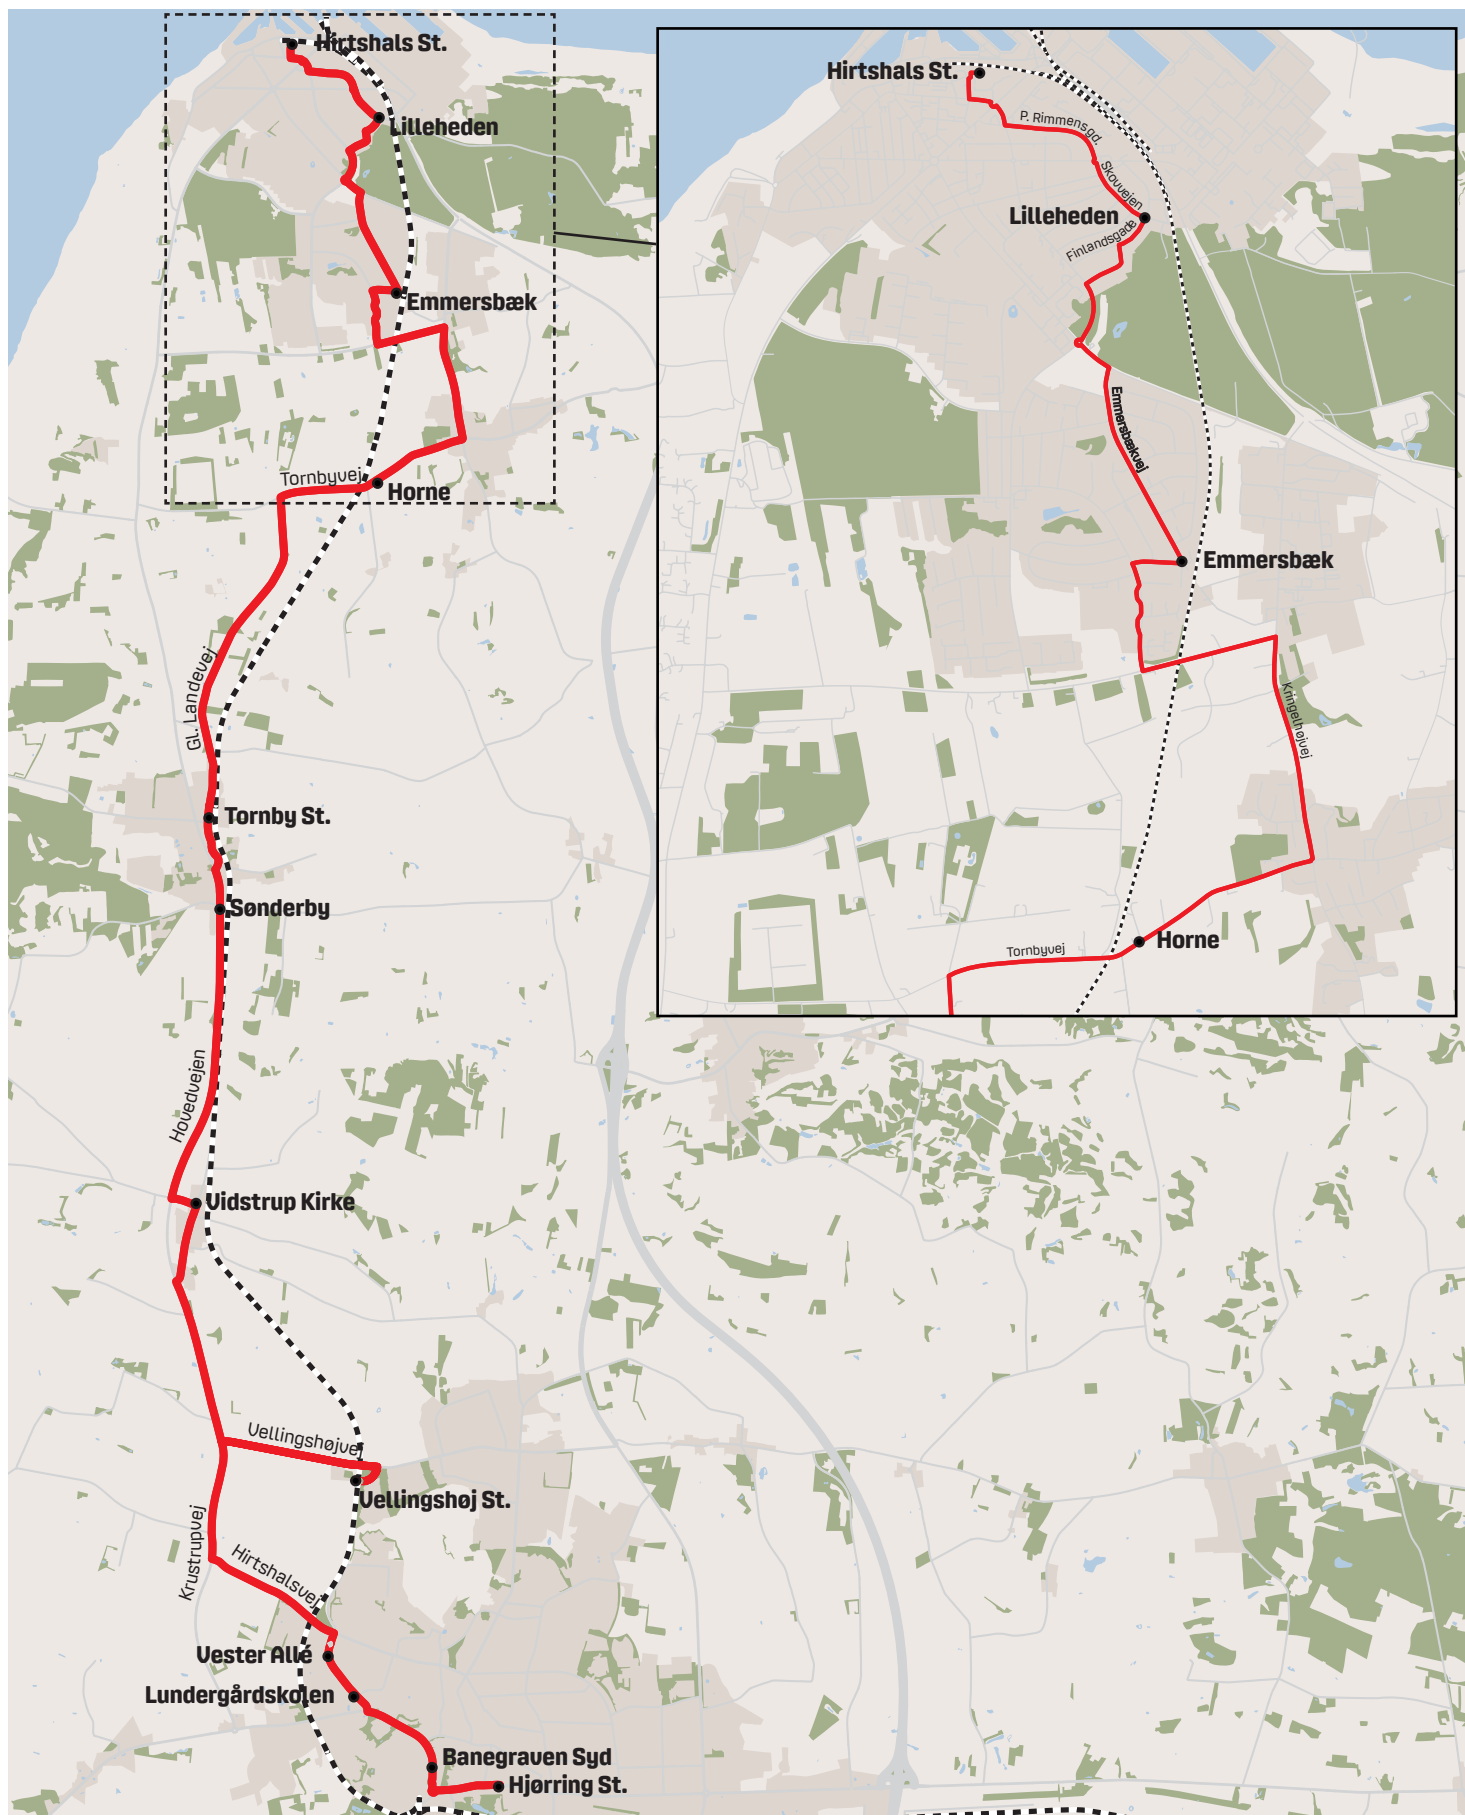 Hirtshals St.
Lilleheden
Emmersbæk
Tornbyvej
Horne
Gl. Landevej
Tornby St.
Sønderby
Hovedvejen
Vidstrup Kirke
Vellingshøjvej
Vellingshøj St.
Krustrupvej
Hirtshalsvej
Vester Allé
Lundergårdskolen
Banegraven Syd
Hjørring St.
Hirtshals St.
P. Rimmensgd.
Skovvejen
Lilleheden
Finlandsgade
Emmersbækvej
Emmersbæk
Kringelhøjvej
Horne
Tornbyvej